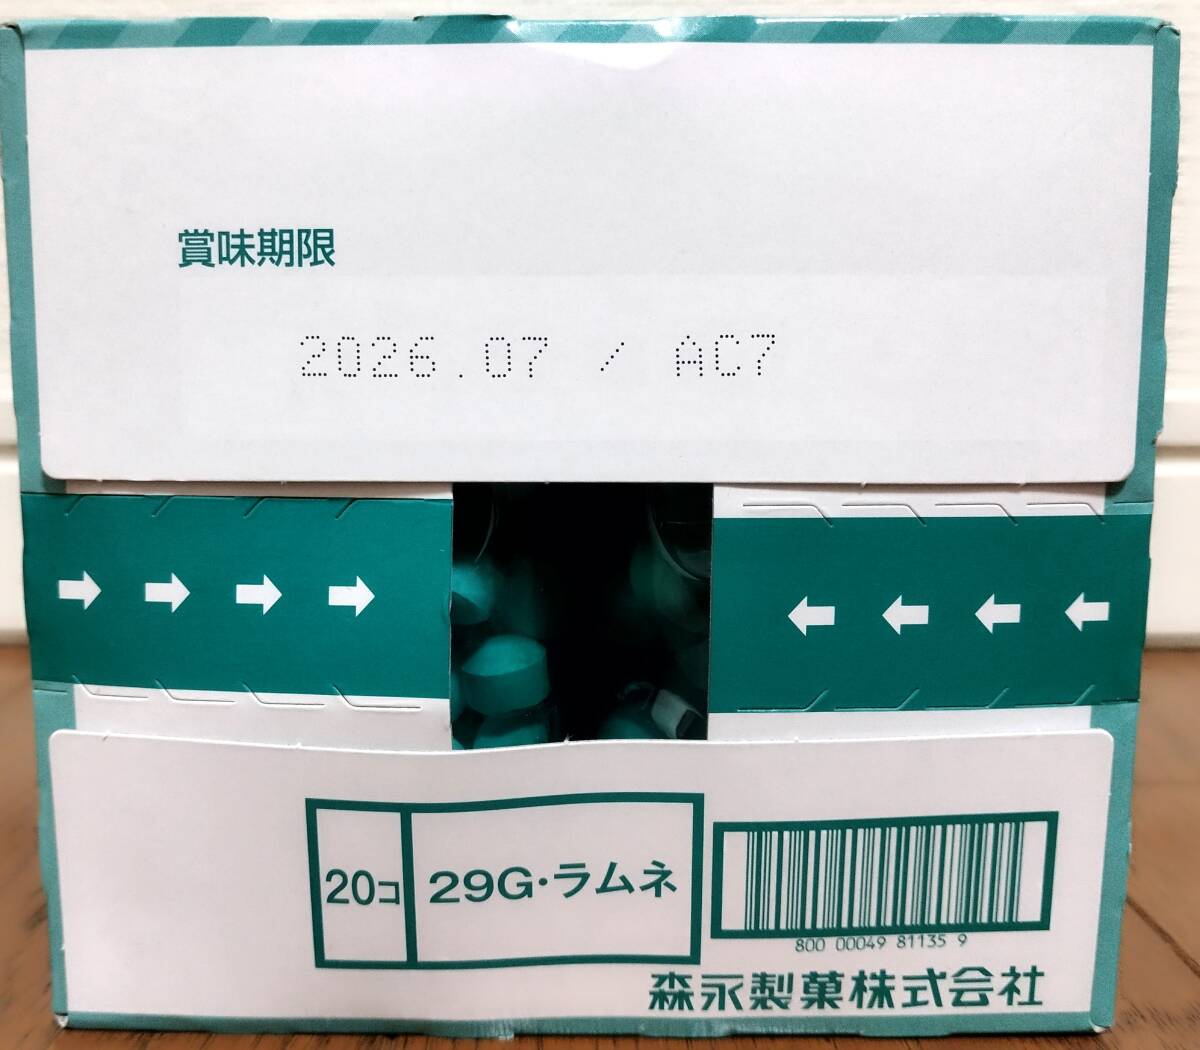 賞味期限
2026.07 / AC7
20コ 29G・ラムネ
800 00049 81135 9
森永製菓株式会社